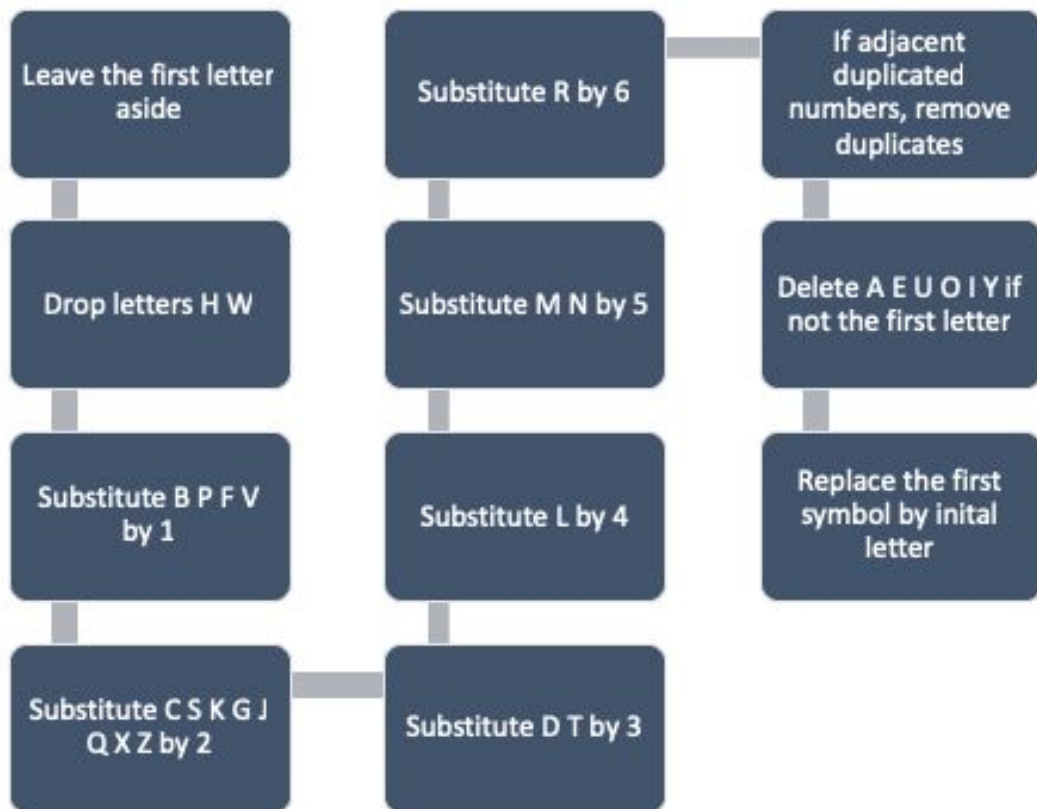 Leave the first letter
aside
Drop letters H W
Substitute B P F V
by 1
Substitute C S K G J
Q X Z by 2
Substitute D T by 3
Substitute L by 4
Substitute M N by 5
Substitute R by 6
If adjacent
duplicated
numbers, remove
duplicates
Delete A E U O I Y if
not the first letter
Replace the first
symbol by inital
letter